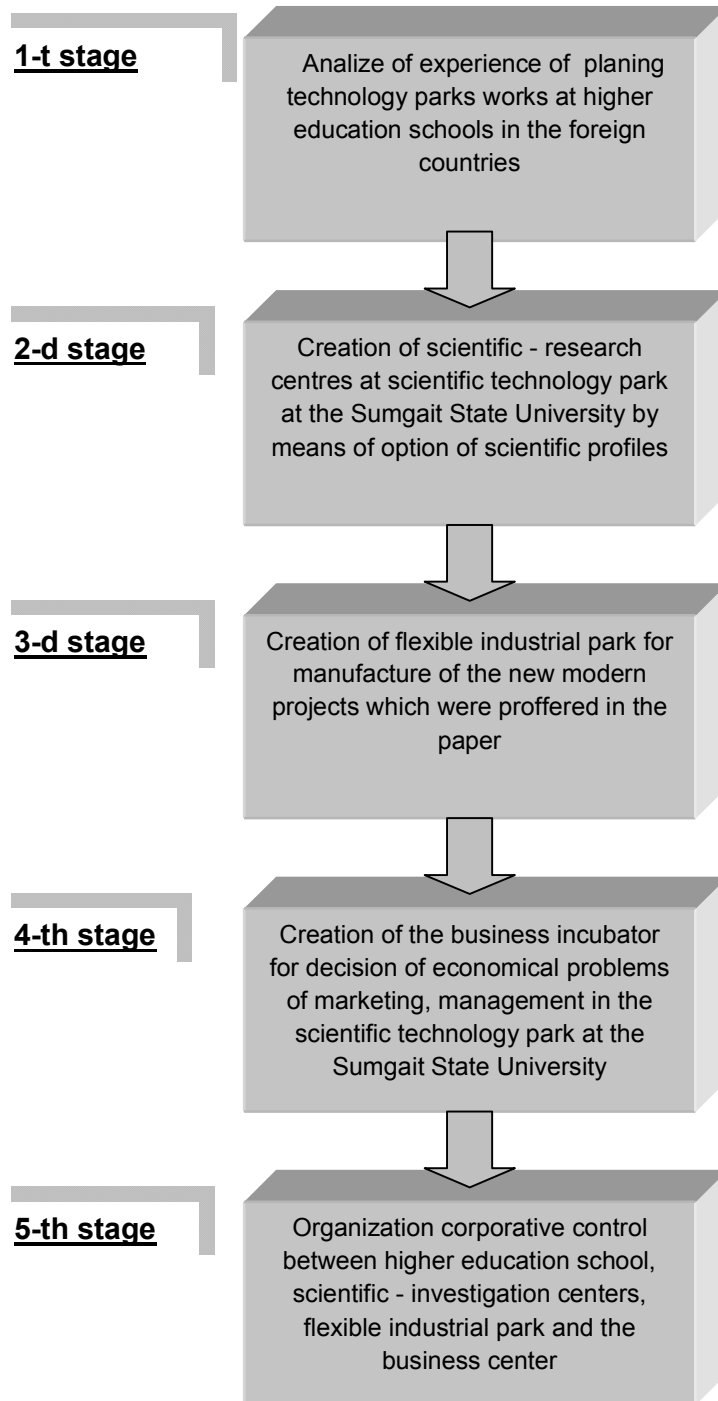 1-t stage
Analize of experience of planing
technology parks works at higher
education schools in the foreign
countries
2-d stage
Creation of scientific - research
centres at scientific technology park
at the Sumgait State University by
means of option of scientific profiles
3-d stage
Creation of flexible industrial park for
manufacture of the new modern
projects which were proffered in the
paper
4-th stage
Creation of the business incubator
for decision of economical problems
of marketing, management in the
scientific technology park at the
Sumgait State University
5-th stage
Organization corporative control
between higher education school,
scientific - investigation centers,
flexible industrial park and the
business center